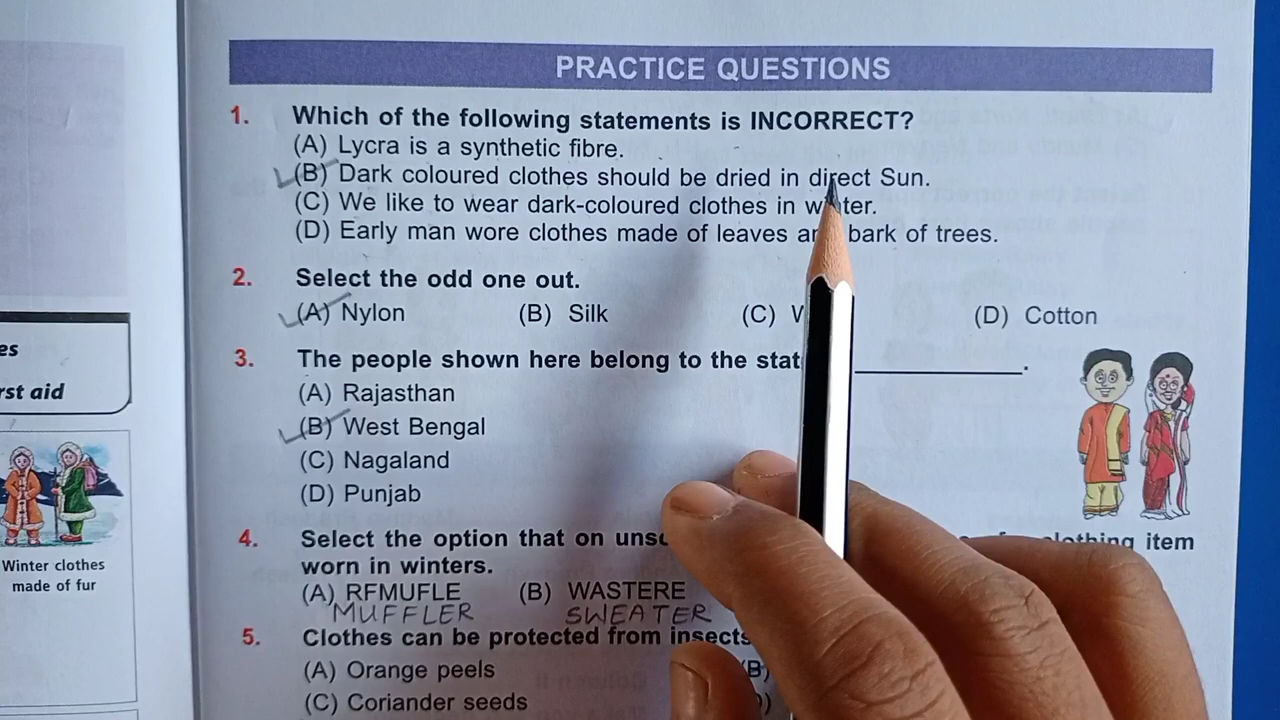 PRACTICE QUESTIONS
1. Which of the following statements is INCORRECT?
(A) Lycra is a synthetic fibre.
(B) Dark coloured clothes should be dried in direct Sun.
(C) We like to wear dark-coloured clothes in winter.
(D) Early man wore clothes made of leaves and bark of trees.
2. Select the odd one out.
(A) Nylon (B) Silk (C) (D) Cotton
3. The people shown here belong to the state ____________.
(A) Rajasthan
(B) West Bengal
(C) Nagaland
(D) Punjab
4. Select the option that on clothing item
worn in winters.
(A) RFMUFLE (B) WASTERE
MUFFLER SWEATER
5. Clothes can be protected from insects
(A) Orange peels (B)
(C) Coriander seeds
es
rst aid
Winter clothes
made of fur